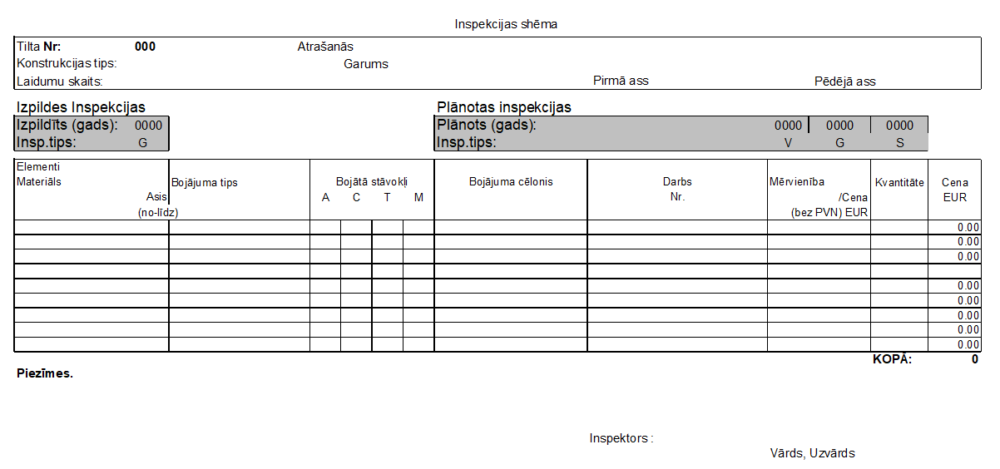 Inspekcijas shēma
Tilta Nr: 000 Atrašanās
Konstrukcijas tips: Garums
Laidumu skaits: Pirmā ass Pēdējā ass
Izpildes Inspekcijas Plānotas inspekcijas
Izpildīts (gads): 0000 Plānots (gads): 0000 0000 0000
Insp.tips: G Insp.tips: V G S
Elementi
Materiāls Bojājuma tips Bojātā stāvokļi Bojājuma cēlonis Darbs Mērvienība Kvantitāte Cena
Asis A C T M Nr. /Cena EUR
(no-līdz) (bez PVN) EUR
0.00
0.00
0.00
0.00
0.00
0.00
0.00
0.00
KOPĀ: 0
Piezīmes.
Inspektors :
Vārds, Uzvārds